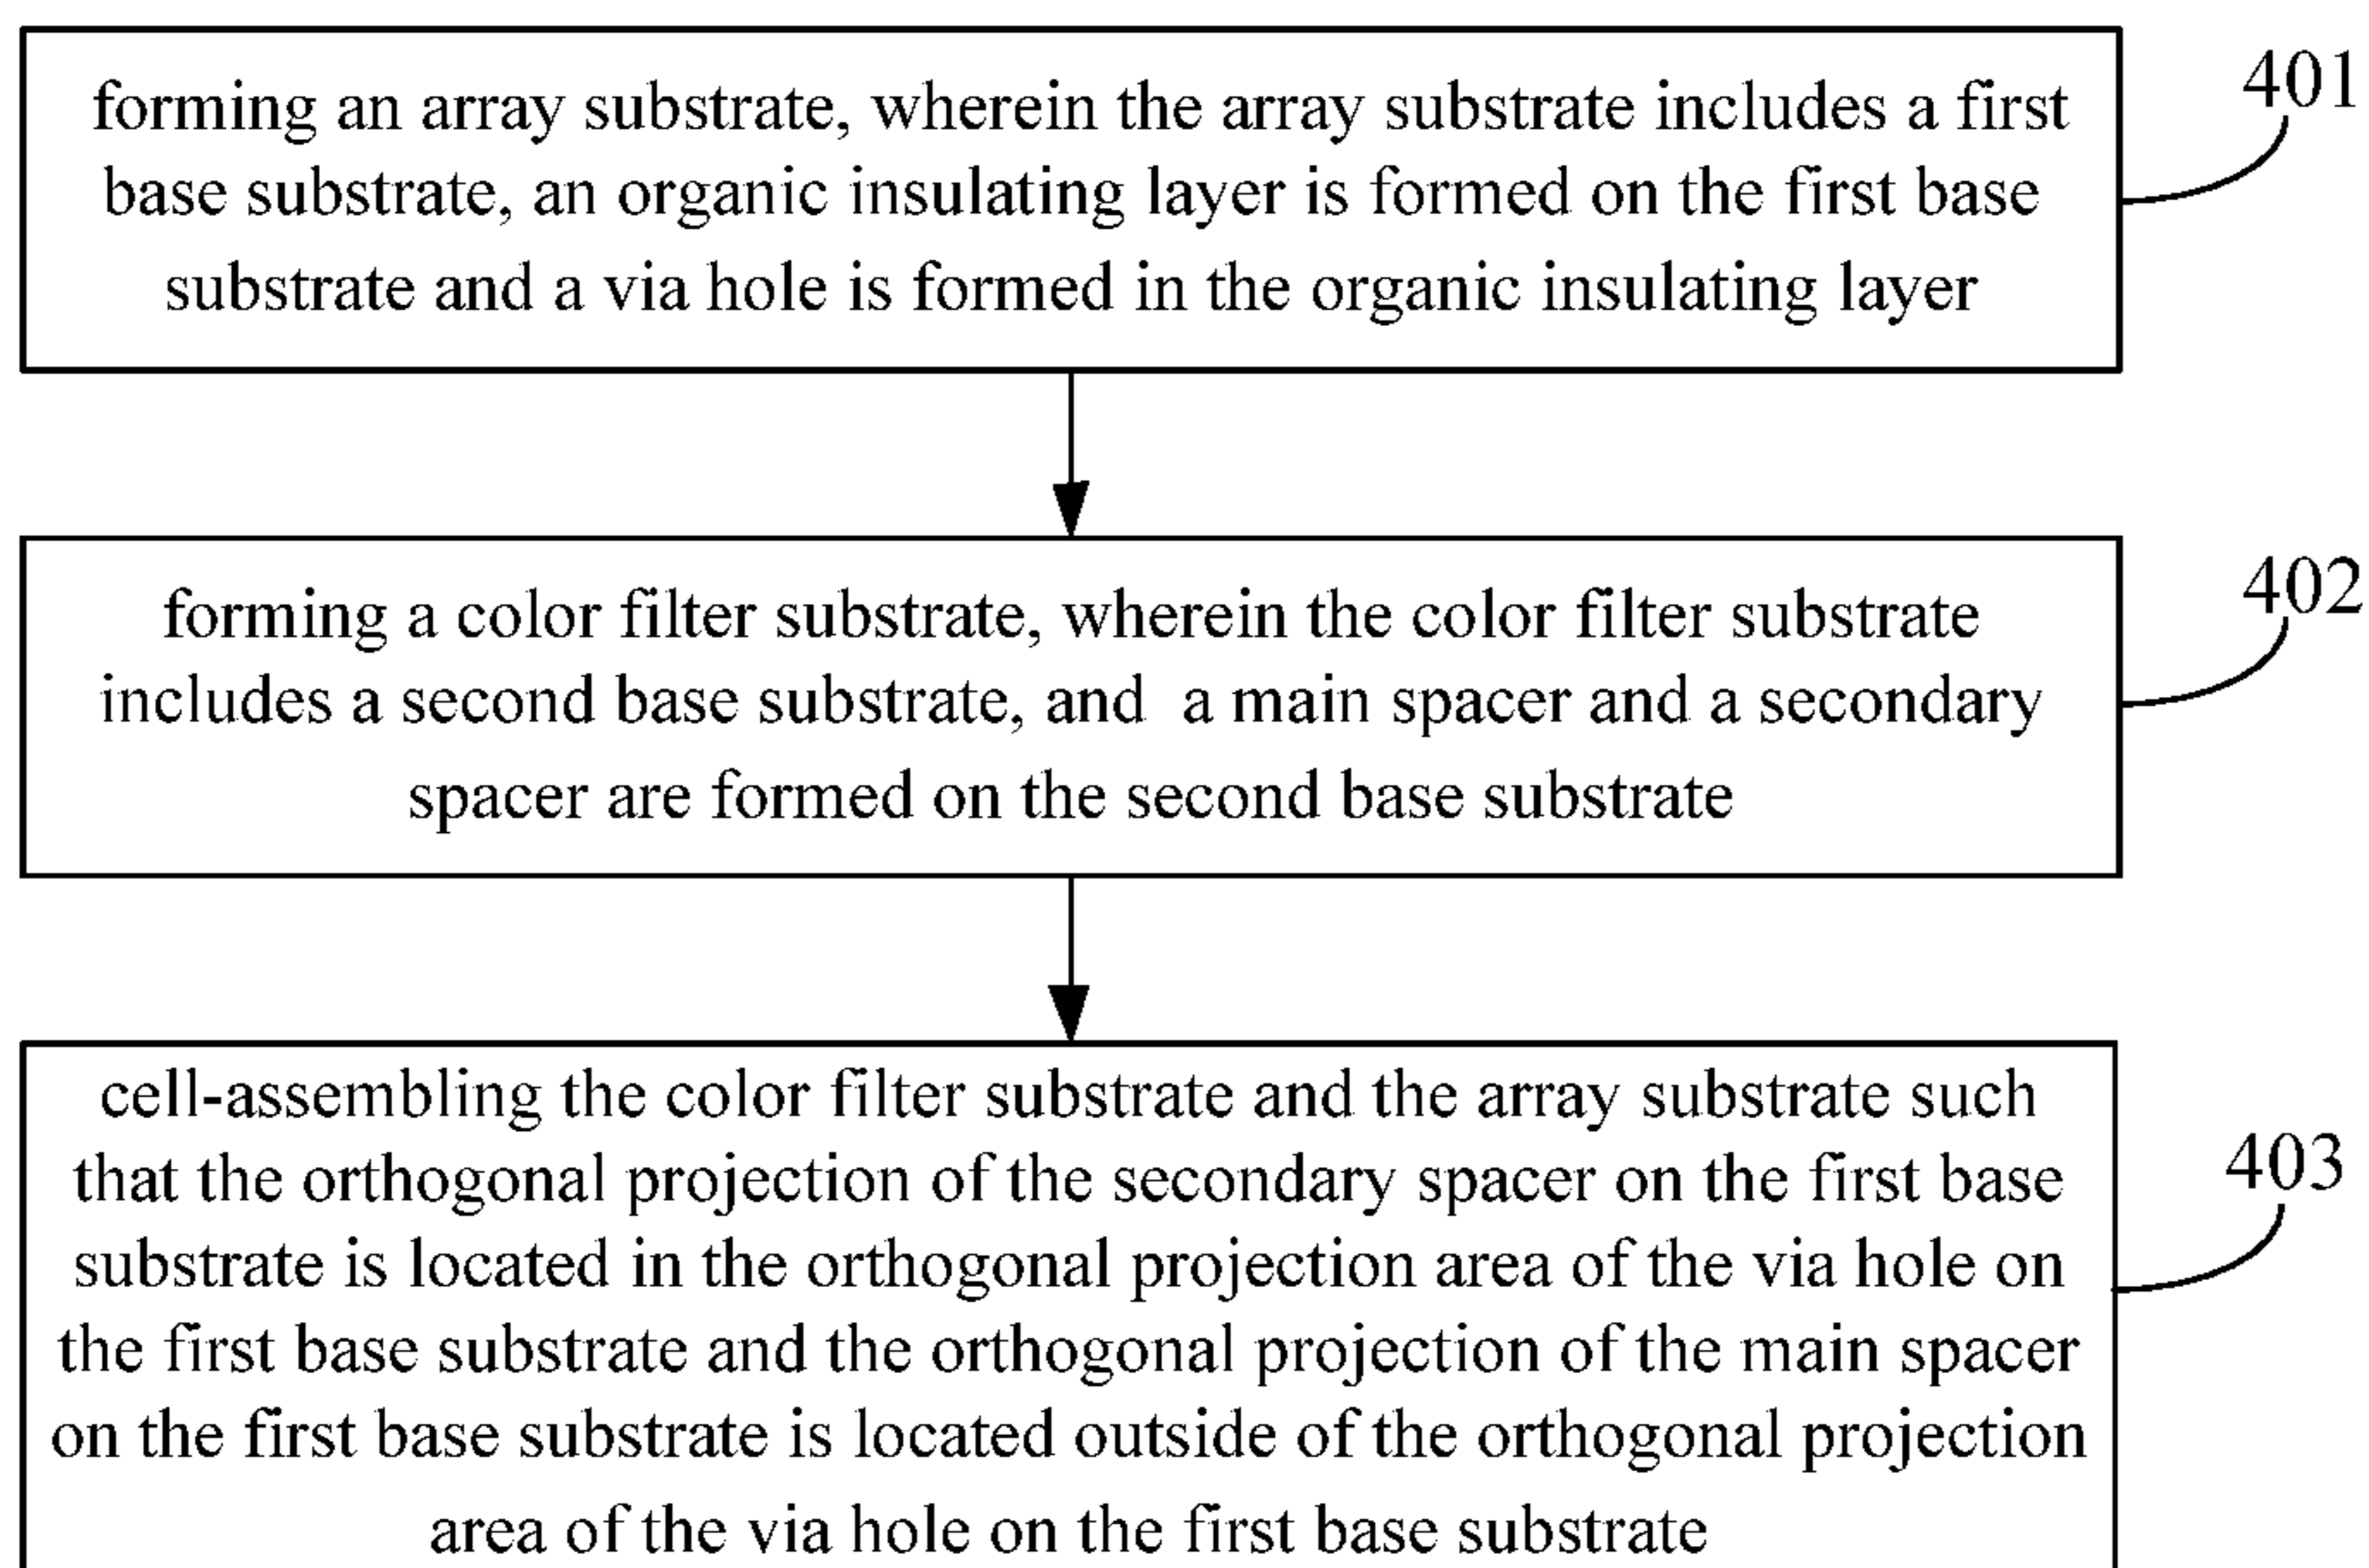 forming an array substrate, wherein the array substrate includes a first
base substrate, an organic insulating layer is formed on the first base
substrate and a via hole is formed in the organic insulating layer
401
forming a color filter substrate, wherein the color filter substrate
includes a second base substrate, and a main spacer and a secondary
spacer are formed on the second base substrate
402
cell-assembling the color filter substrate and the array substrate such
that the orthogonal projection of the secondary spacer on the first base
substrate is located in the orthogonal projection area of the via hole on
the first base substrate and the orthogonal projection of the main spacer
on the first base substrate is located outside of the orthogonal projection
area of the via hole on the first base substrate
403